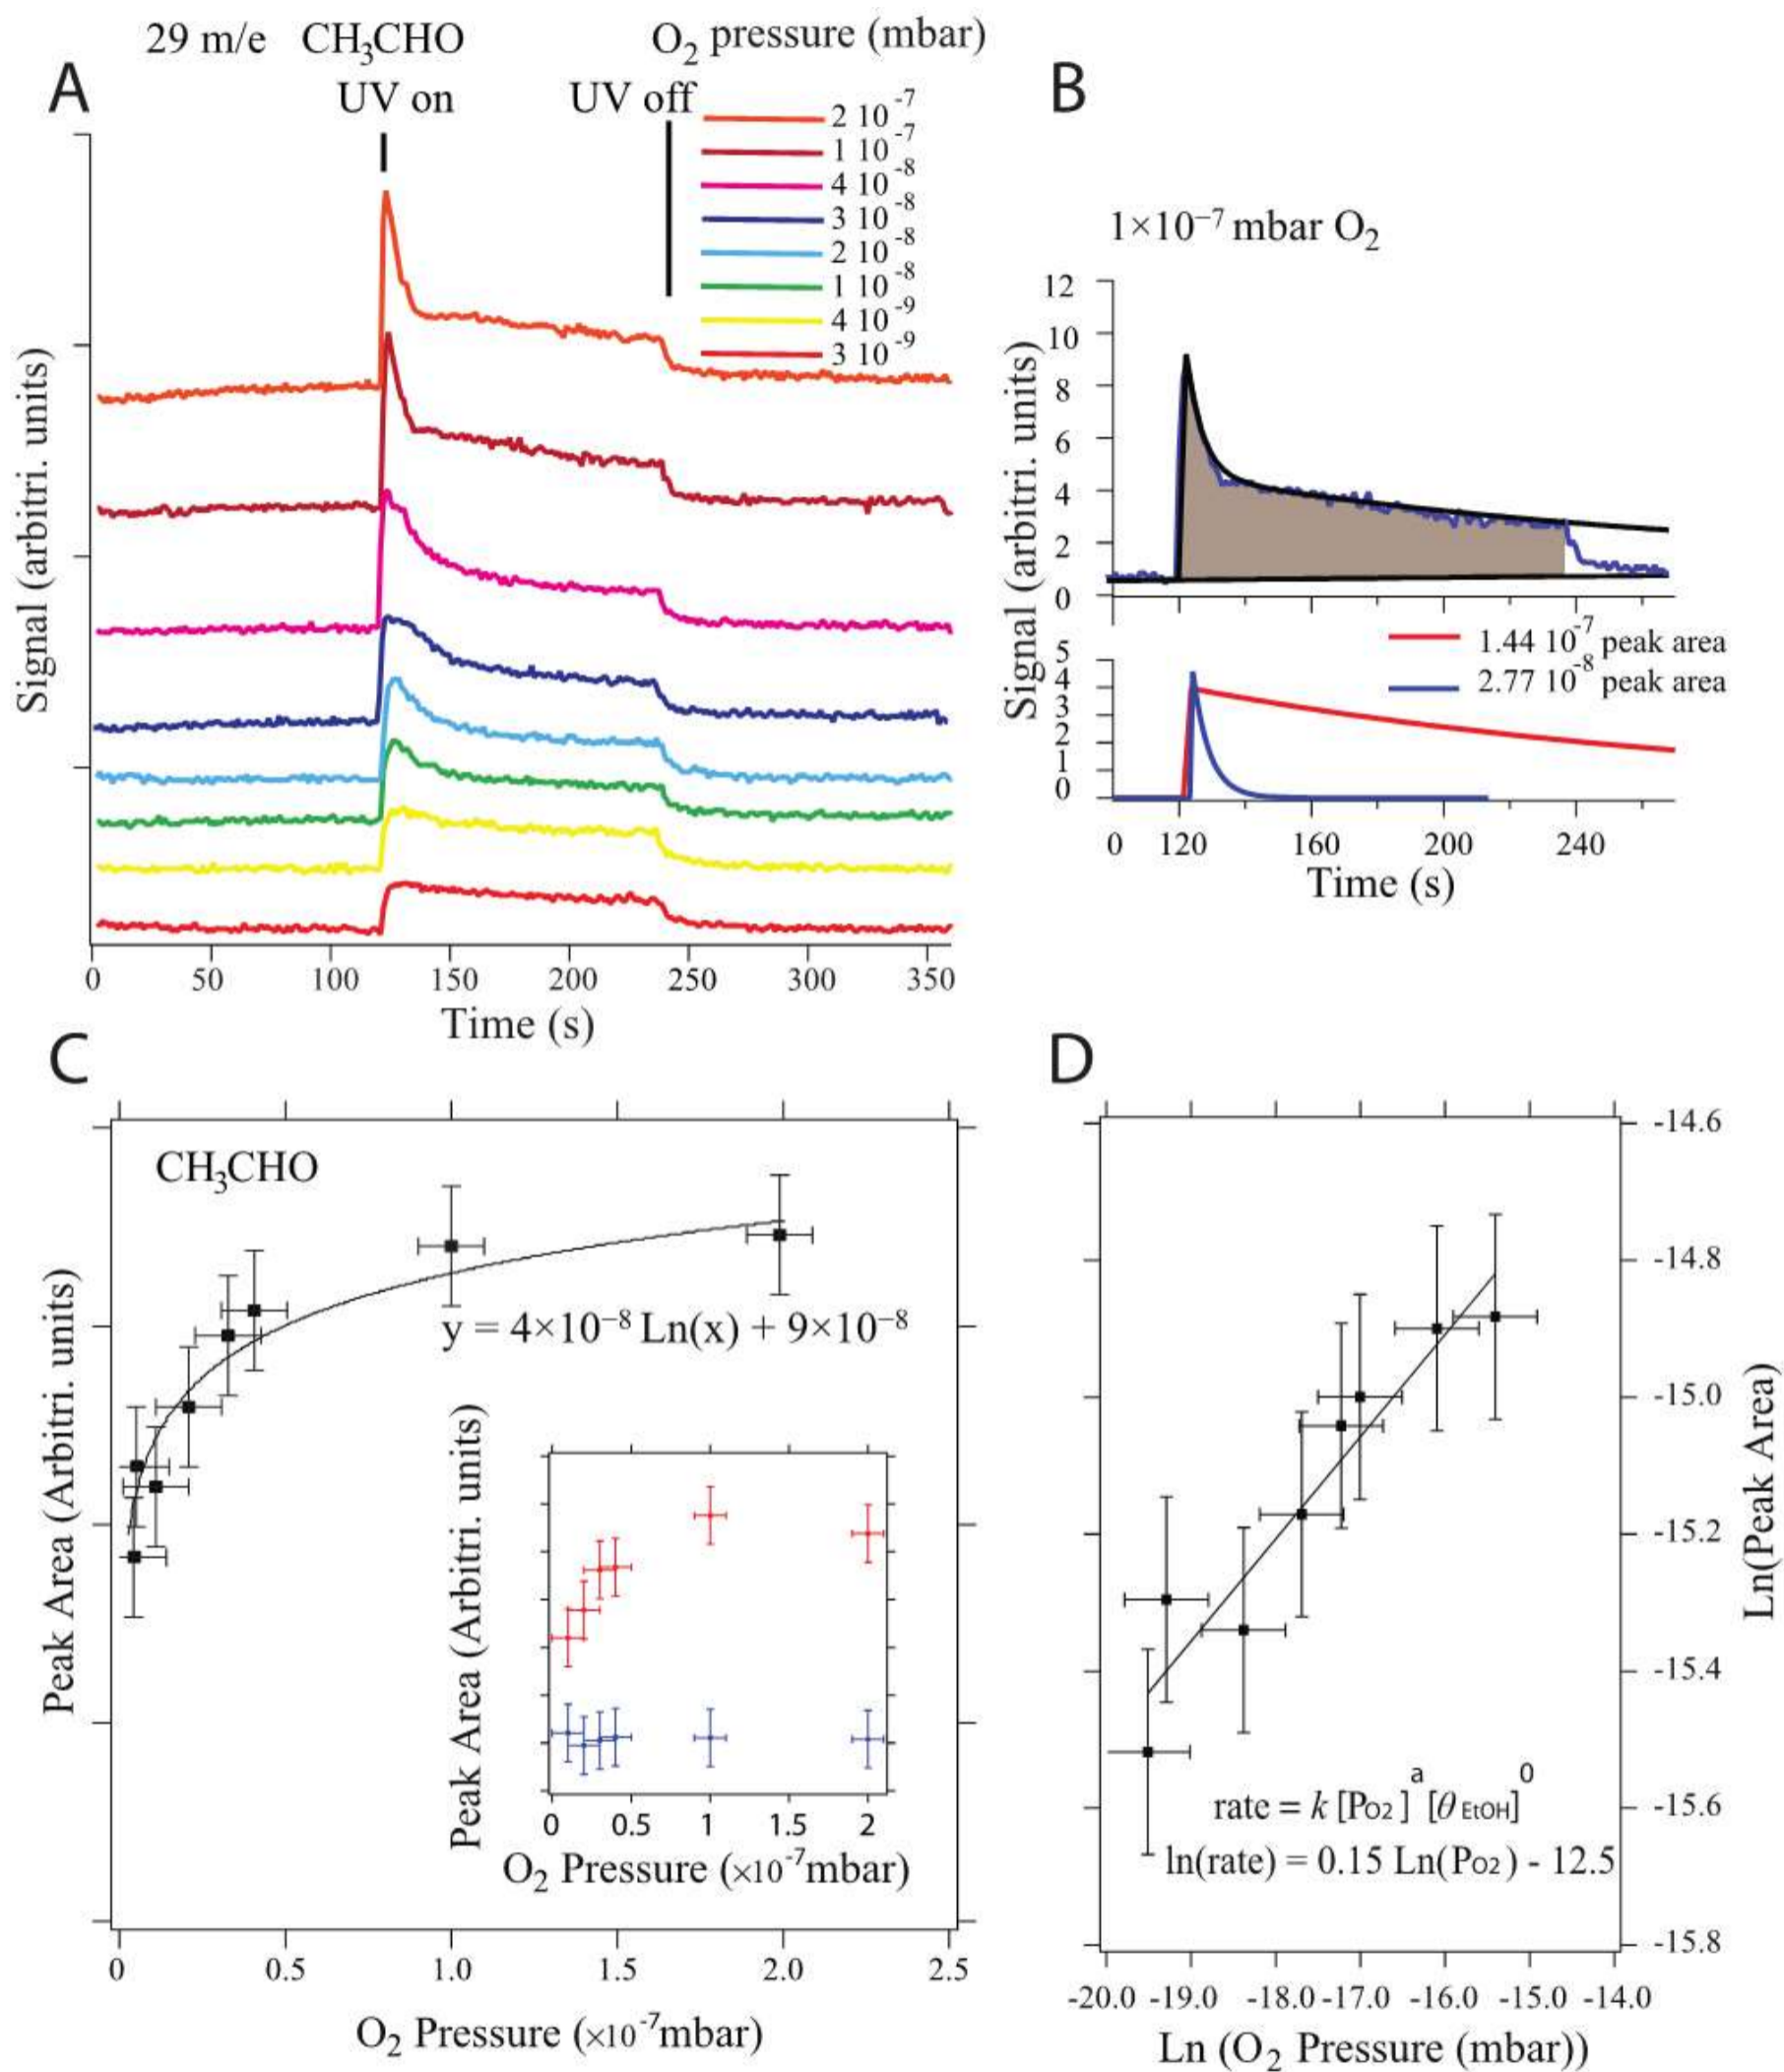 A
29 m/e CH₃CHO
UV on
UV off
O₂ pressure (mbar)
2 10⁻⁷
1 10⁻⁷
4 10⁻⁸
3 10⁻⁸
2 10⁻⁸
1 10⁻⁸
4 10⁻⁹
3 10⁻⁹
Signal (arbitri. units)
0 50 100 150 200 250 300 350
Time (s)
B
1×10⁻⁷ mbar O₂
12
10
8
6
4
2
0
Signal (arbitri. units)
5
4
3
2
1
0
1.44 10⁻⁷ peak area
2.77 10⁻⁸ peak area
0 120 160 200 240
Time (s)
C
CH₃CHO
y = 4×10⁻⁸ Ln(x) + 9×10⁻⁸
Peak Area (Arbitri. units)
Peak Area (Arbitri. units)
0 0.5 1 1.5 2
O₂ Pressure (×10⁻⁷mbar)
0 0.5 1.0 1.5 2.0 2.5
O₂ Pressure (×10⁻⁷mbar)
D
-14.6
-14.8
-15.0
-15.2
-15.4
-15.6
-15.8
Ln(Peak Area)
rate = k [PO2]ᵃ [θ EtOH]⁰
ln(rate) = 0.15 Ln(PO2) - 12.5
-20.0 -19.0 -18.0 -17.0 -16.0 -15.0 -14.0
Ln (O₂ Pressure (mbar))